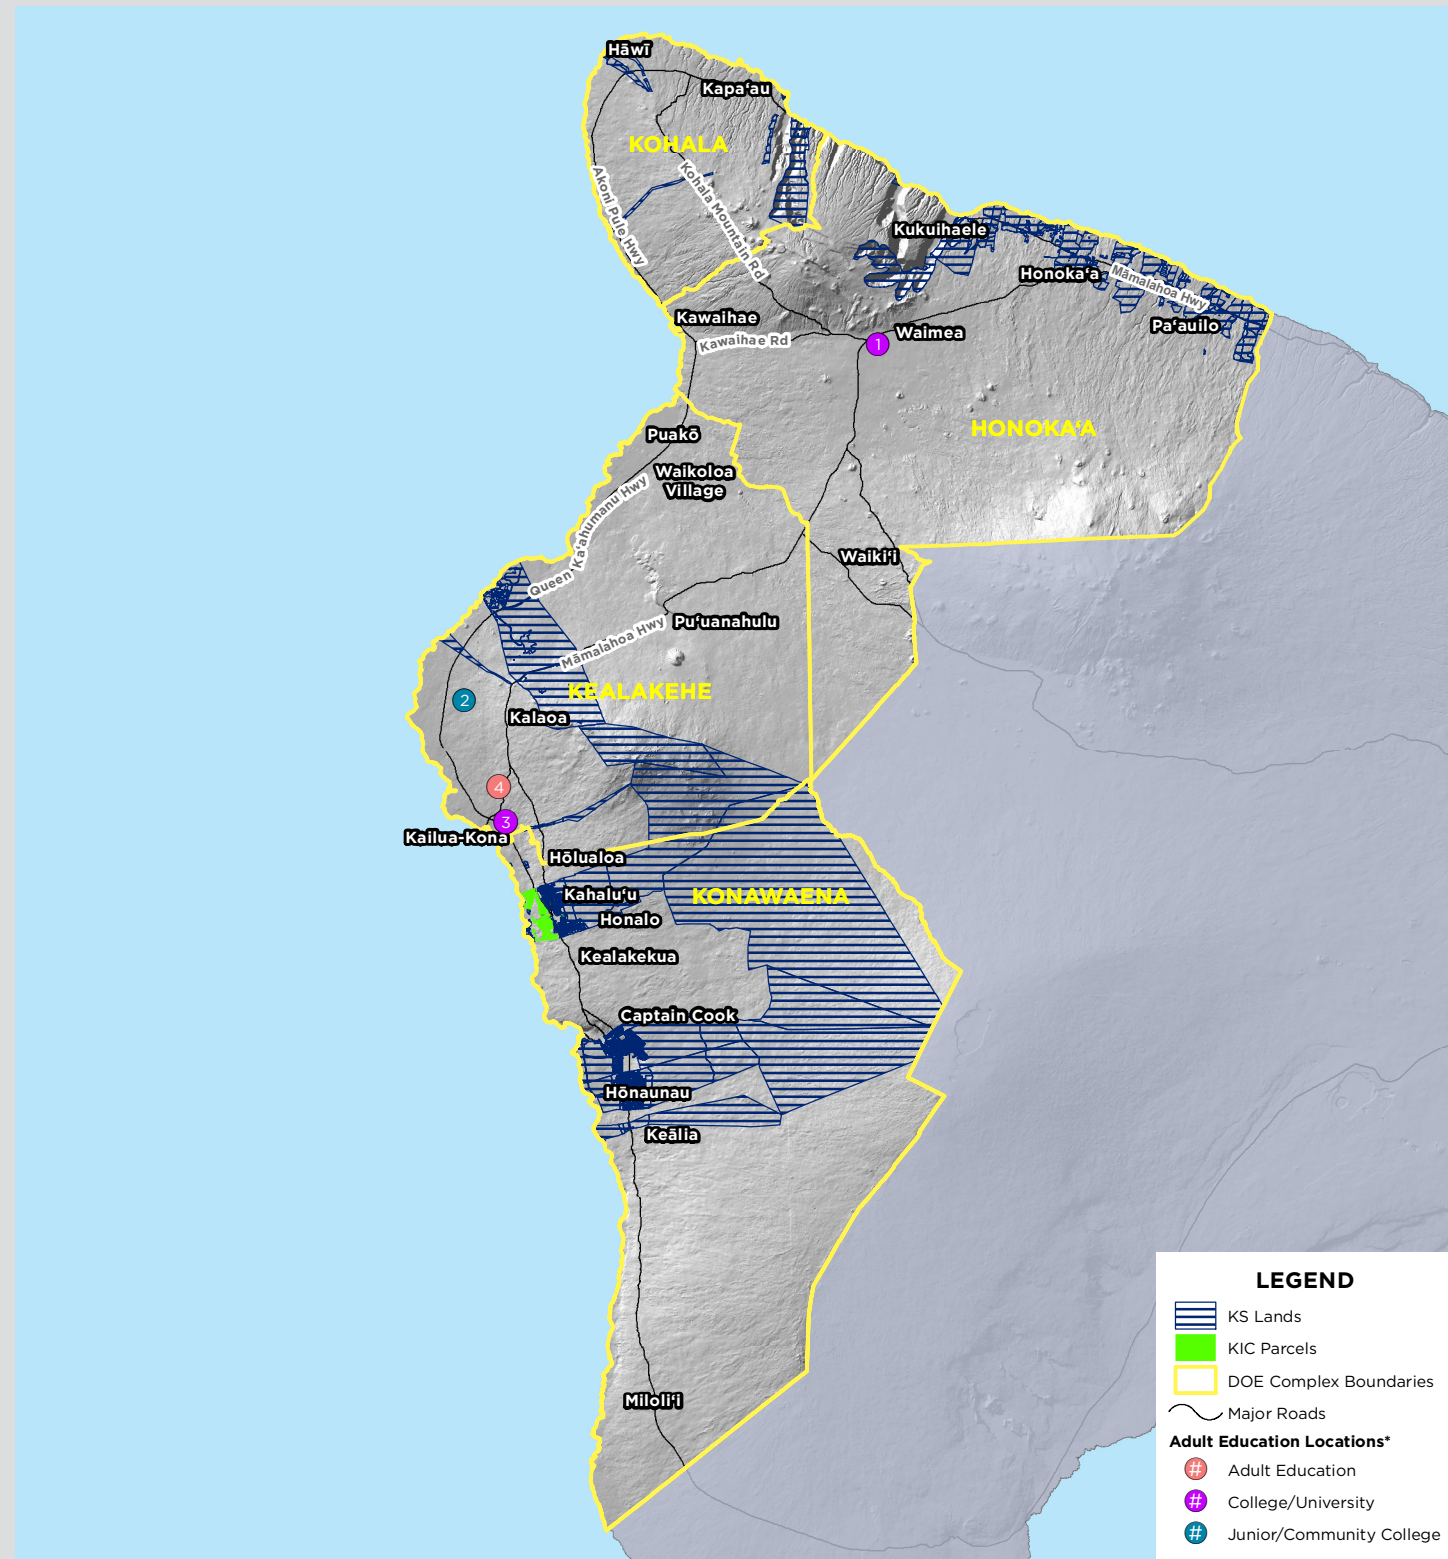 Hāwī
Kapaʻau
KOHALA
Kohala Mountain Rd
Akoni Pule Hwy
Kukuihaele
Honokaʻa
Māmalahoa Hwy
Kawaihae
Paʻauilo
Waimea
Kawaihae Rd
1
HONOKAʻA
Puakō
Waikoloa
Village
Queen Kaʻahumanu Hwy
Waikiʻi
Puʻuanahulu
Māmalahoa Hwy
KEALAKEHE
2
Kalaoa
4
3
Kailua-Kona
Hōlualoa
Kahaluʻu
KONAWAENA
Honalo
Kealakekua
Captain Cook
Hōnaunau
Keālia
Miloliʻi
LEGEND
KS Lands
KIC Parcels
DOE Complex Boundaries
Major Roads
Adult Education Locations*
# Adult Education
# College/University
# Junior/Community College